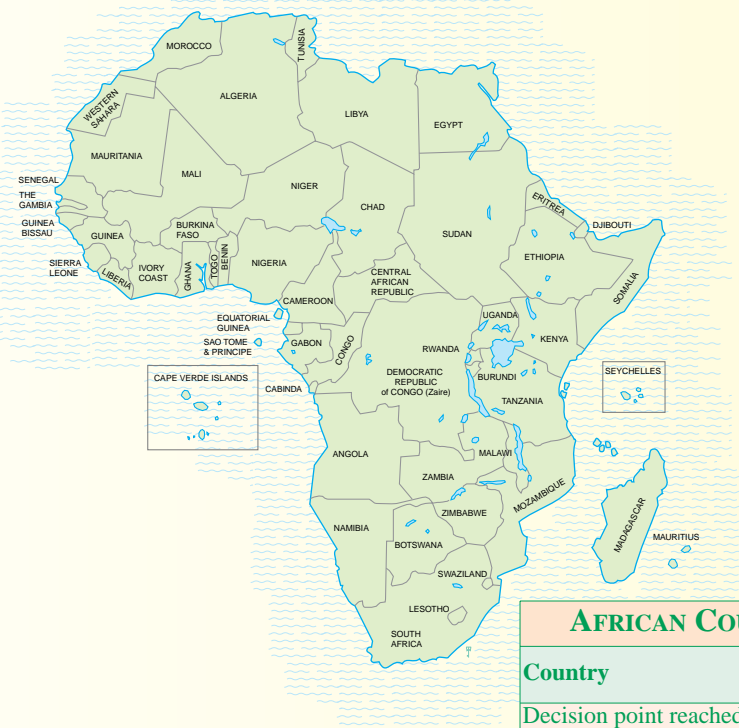 MOROCCO
TUNISIA
ALGERIA
LIBYA
EGYPT
WESTERN
SAHARA
MAURITANIA
MALI
NIGER
CHAD
SUDAN
ERITREA
DJIBOUTI
SENEGAL
THE
GAMBIA
GUINEA
BISSAU
GUINEA
SIERRA
LEONE
LIBERIA
IVORY
COAST
BURKINA
FASO
GHANA
TOGO
BENIN
NIGERIA
CAMEROON
CENTRAL
AFRICAN
REPUBLIC
ETHIOPIA
SOMALIA
EQUATORIAL
GUINEA
SAO TOME
& PRINCIPE
GABON
CONGO
UGANDA
KENYA
RWANDA
BURUNDI
DEMOCRATIC
REPUBLIC
of CONGO (Zaire)
TANZANIA
SEYCHELLES
CAPE VERDE ISLANDS
CABINDA
ANGOLA
ZAMBIA
MALAWI
MOZAMBIQUE
ZIMBABWE
NAMIBIA
BOTSWANA
MADAGASCAR
MAURITIUS
SWAZILAND
LESOTHO
SOUTH
AFRICA
AFRICAN COU
Country
Decision point reached